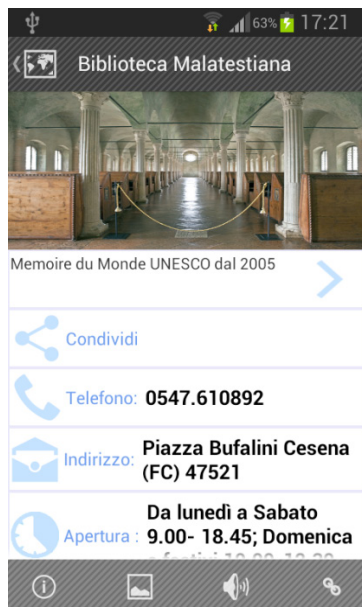 63% 17:21
Biblioteca Malatestiana
Memoire du Monde UNESCO dal 2005
Condividi
Telefono: 0547.610892
Indirizzo: Piazza Bufalini Cesena
(FC) 47521
Da lunedì a Sabato
Apertura : 9.00- 18.45; Domenica
e festivi